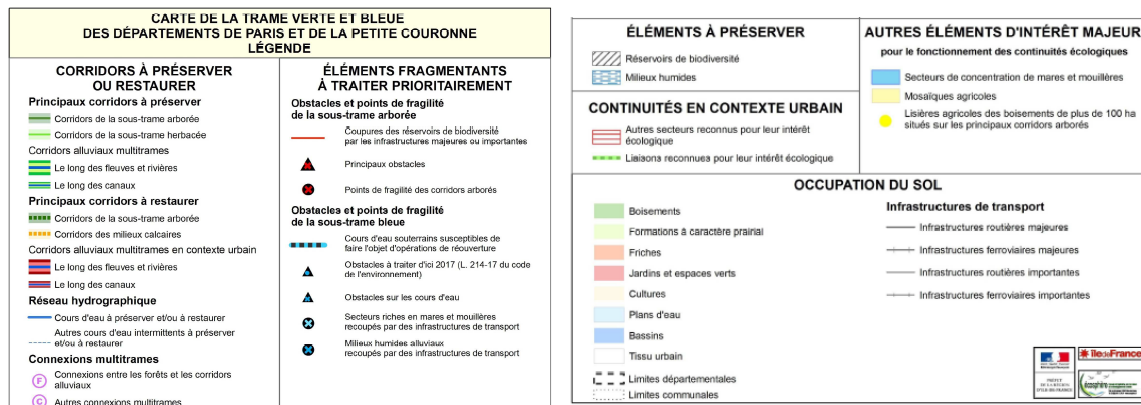 CARTE DE LA TRAME VERTE ET BLEUE
DES DÉPARTEMENTS DE PARIS ET DE LA PETITE COURONNE
LÉGENDE
CORRIDORS À PRÉSERVER
OU RESTAURER
Principaux corridors à préserver
Corridors de la sous-trame arborée
Corridors de la sous-trame herbacée
Corridors alluviaux multitrames
Le long des fleuves et rivières
Le long des canaux
Principaux corridors à restaurer
Corridors de la sous-trame arborée
Corridors des milieux calcaires
Corridors alluviaux multitrames en contexte urbain
Le long des fleuves et rivières
Le long des canaux
Réseau hydrographique
Cours d'eau à préserver et/ou à restaurer
Autres cours d'eau intermittents à préserver
et/ou à restaurer
Connexions multitrames
F
Connexions entre les forêts et les corridors
alluviaux
C
Autres connexions multitrames
ÉLÉMENTS FRAGMENTANTS
À TRAITER PRIORITAIREMENT
Obstacles et points de fragilité
de la sous-trame arborée
Coupures des réservoirs de biodiversité
par les infrastructures majeures ou importantes
Principaux obstacles
Points de fragilité des corridors arborés
Obstacles et points de fragilité
de la sous-trame bleue
Cours d'eau souterrains susceptibles de
faire l'objet d'opérations de réouverture
Obstacles à traiter d'ici 2017 (L. 214-17 du code
de l'environnement)
Obstacles sur les cours d'eau
Secteurs riches en mares et mouillères
recoupés par des infrastructures de transport
Milieux humides alluviaux
recoupés par des infrastructures de transport
ÉLÉMENTS À PRÉSERVER
Réservoirs de biodiversité
Milieux humides
CONTINUITÉS EN CONTEXTE URBAIN
Autres secteurs reconnus pour leur intérêt
écologique
Liaisons reconnues pour leur intérêt écologique
AUTRES ÉLÉMENTS D'INTÉRÊT MAJEUR
pour le fonctionnement des continuités écologiques
Secteurs de concentration de mares et mouillères
Mosaïques agricoles
Lisières agricoles des boisements de plus de 100 ha
situés sur les principaux corridors arborés
OCCUPATION DU SOL
Boisements
Formations à caractère prairial
Friches
Jardins et espaces verts
Cultures
Plans d'eau
Bassins
Tissu urbain
Limites départementales
Limites communales
Infrastructures de transport
Infrastructures routières majeures
Infrastructures ferroviaires majeures
Infrastructures routières importantes
Infrastructures ferroviaires importantes
PRÉFET
DE LA RÉGION
D'ILE-DE-FRANCE
îledeFrance
écosphère